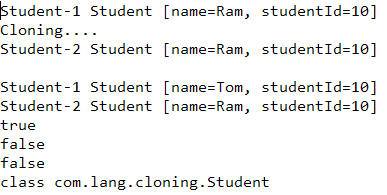 Student-1 Student [name=Ram, studentId=10]
Cloning....
Student-2 Student [name=Ram, studentId=10]
Student-1 Student [name=Tom, studentId=10]
Student-2 Student [name=Ram, studentId=10]
true
false
false
class com.lang.cloning.Student